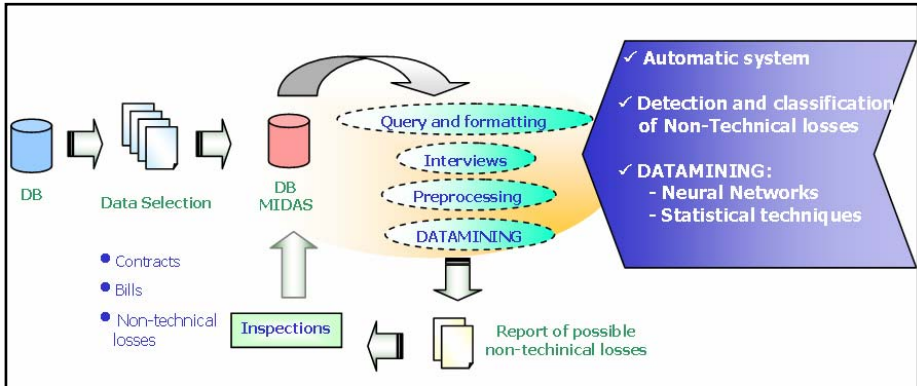 DB
Data Selection
DB
MIDAS
Query and formatting
Interviews
Preprocessing
DATAMINING
✓ Automatic system
✓ Detection and classification
of Non-Technical losses
✓ DATAMINING:
- Neural Networks
- Statistical techniques
• Contracts
• Bills
• Non-technical
losses
Inspections
Report of possible
non-techinical losses